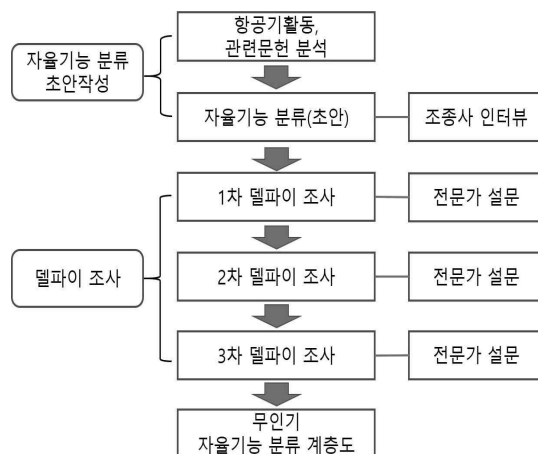 항공기활동,
관련문헌 분석
자율기능 분류
초안작성
자율기능 분류(초안)
조종사 인터뷰
1차 델파이 조사
전문가 설문
델파이 조사
2차 델파이 조사
전문가 설문
3차 델파이 조사
전문가 설문
무인기
자율기능 분류 계층도